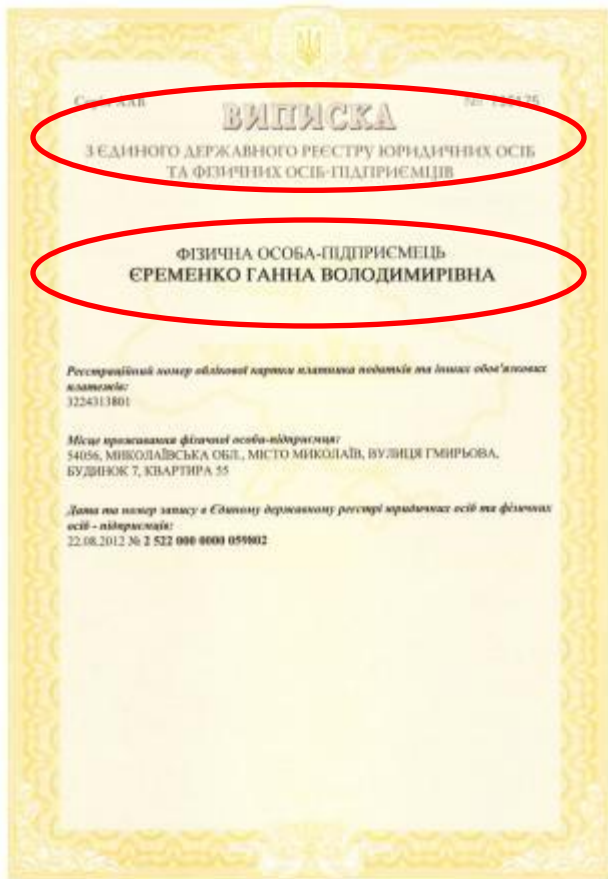 Серія ААВ
ВИПИСКА
З ЄДИНОГО ДЕРЖАВНОГО РЕЄСТРУ ЮРИДИЧНИХ ОСІБ
ТА ФІЗИЧНИХ ОСІБ-ПІДПРИЄМЦІВ
ФІЗИЧНА ОСОБА-ПІДПРИЄМЕЦЬ
ЄРЕМЕНКО ГАННА ВОЛОДИМИРІВНА
Реєстраційний номер облікової картки платника податків та інших обов'язкових
платежів:
3224313801
Місце проживання фізичної особи-підприємця:
54056, МИКОЛАЇВСЬКА ОБЛ., МІСТО МИКОЛАЇВ, ВУЛИЦЯ ГМИРЬОВА,
БУДИНОК 7, КВАРТИРА 55
Дата та номер запису в Єдиному державному реєстрі юридичних осіб та фізичних
осіб - підприємців:
22.08.2012 № 2 522 000 0000 059802